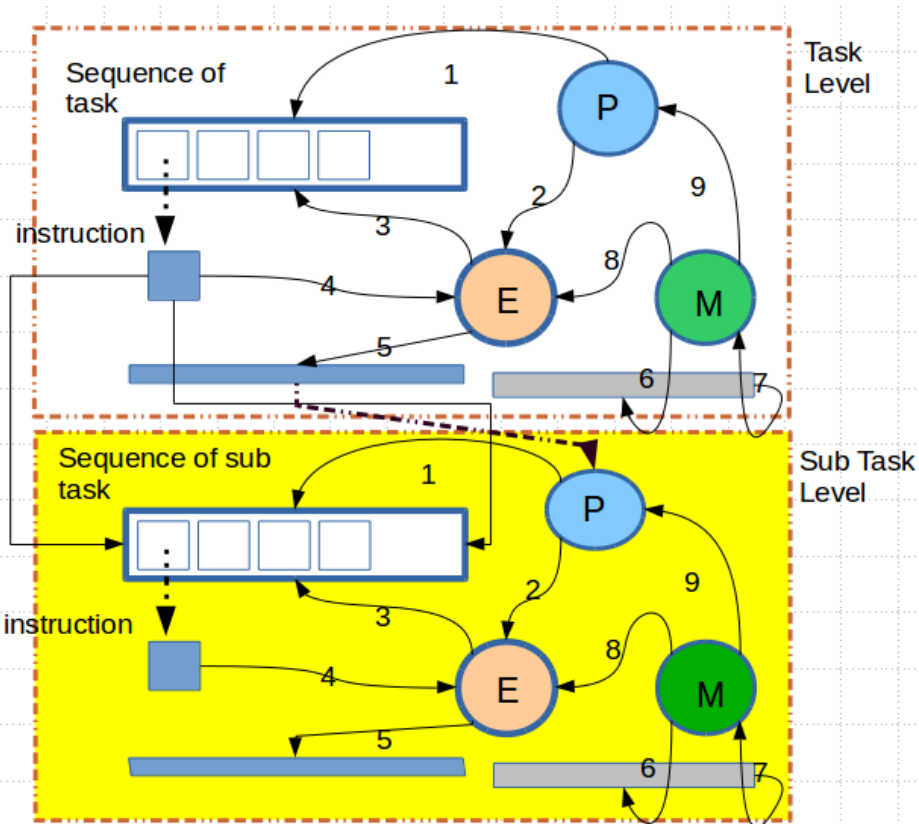 Task
Level
Sequence of
task
1
P
9
2
3
instruction
8
4
E
M
5
6
7
Sequence of sub
task
Sub Task
Level
1
P
9
2
3
instruction
8
4
E
M
5
6
7